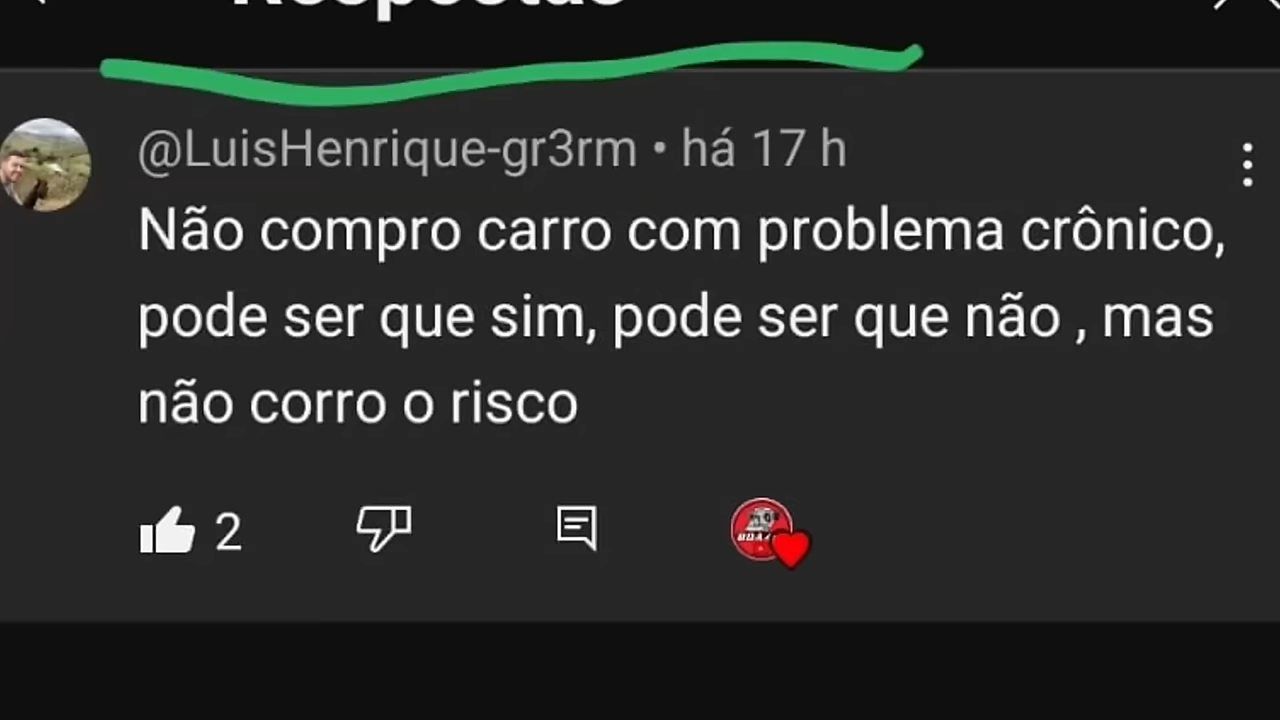 Respostas
@LuisHenrique-gr3rm • há 17 h
Não compro carro com problema crônico,
pode ser que sim, pode ser que não , mas
não corro o risco
2